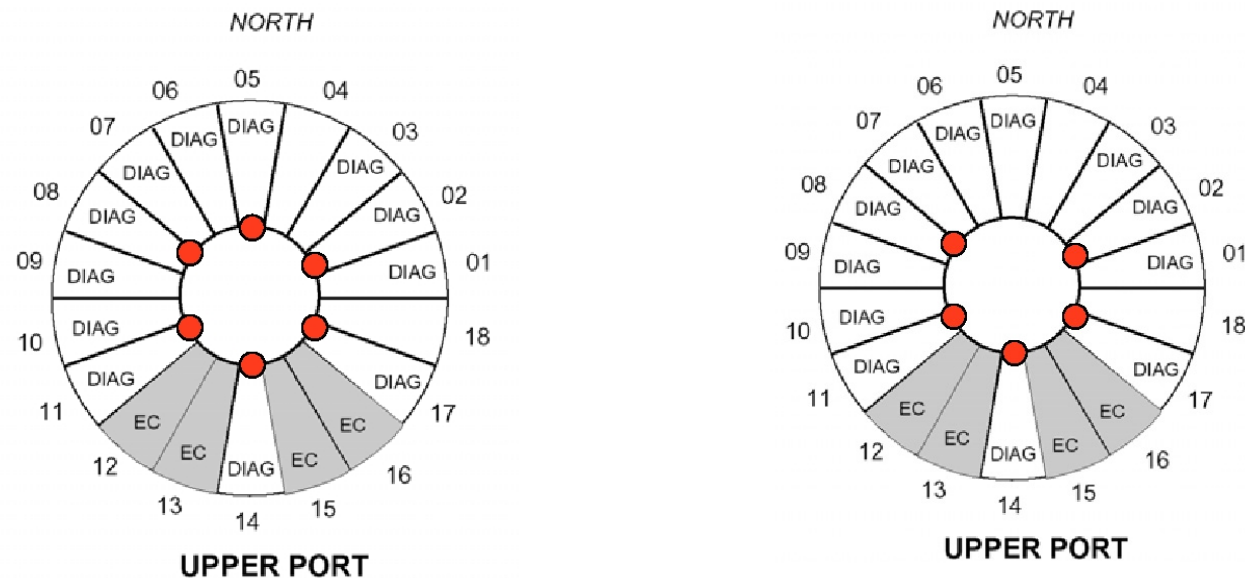 NORTH
05
06
04
07
03
08
02
09
01
10
18
11
17
12
16
13
15
14
DIAG
DIAG
DIAG
DIAG
DIAG
DIAG
DIAG
DIAG
DIAG
DIAG
DIAG
EC
EC
EC
EC
DIAG
DIAG
UPPER PORT
NORTH
05
06
04
07
03
08
02
09
01
10
18
11
17
12
16
13
15
14
DIAG
DIAG
DIAG
DIAG
DIAG
DIAG
DIAG
DIAG
DIAG
DIAG
DIAG
EC
EC
EC
EC
DIAG
DIAG
UPPER PORT